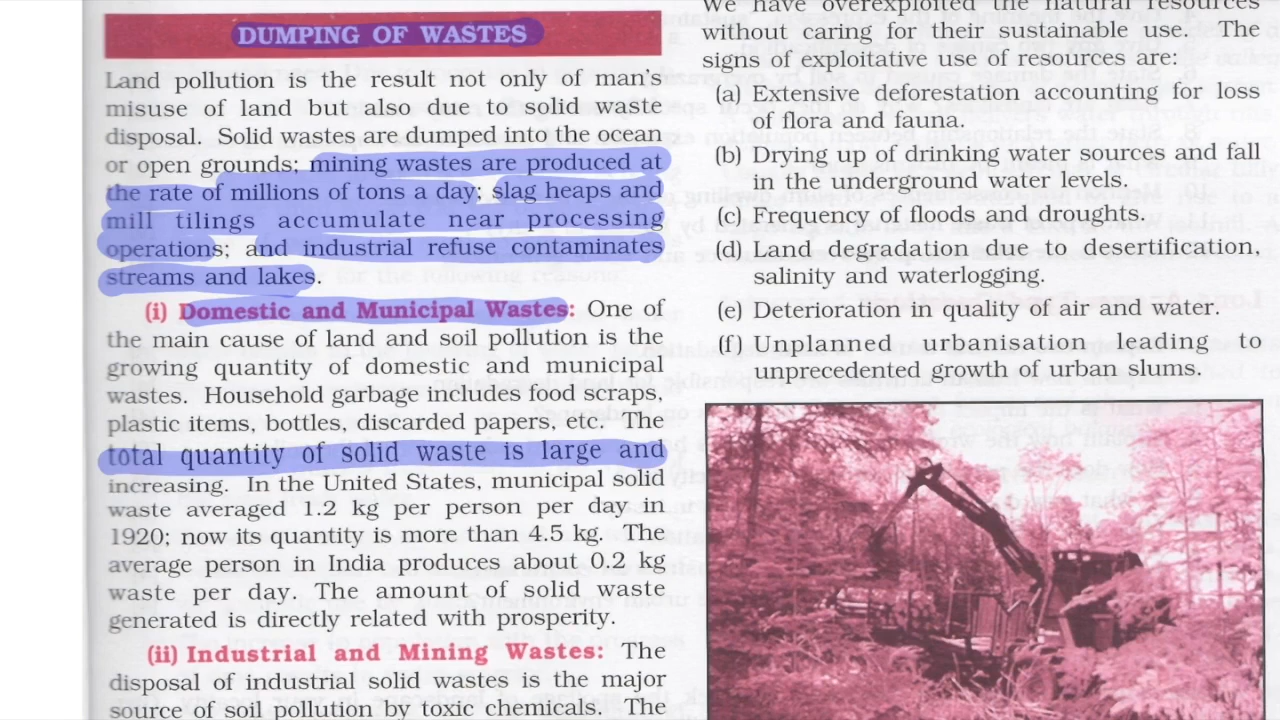 DUMPING OF WASTES
Land pollution is the result not only of man's
misuse of land but also due to solid waste
disposal. Solid wastes are dumped into the ocean
or open grounds; mining wastes are produced at
the rate of millions of tons a day; slag heaps and
mill tilings accumulate near processing
operations; and industrial refuse contaminates
streams and lakes.
(i) Domestic and Municipal Wastes: One of
the main cause of land and soil pollution is the
growing quantity of domestic and municipal
wastes. Household garbage includes food scraps,
plastic items, bottles, discarded papers, etc. The
total quantity of solid waste is large and
increasing. In the United States, municipal solid
waste averaged 1.2 kg per person per day in
1920; now its quantity is more than 4.5 kg. The
average person in India produces about 0.2 kg
waste per day. The amount of solid waste
generated is directly related with prosperity.
(ii) Industrial and Mining Wastes: The
disposal of industrial solid wastes is the major
source of soil pollution by toxic chemicals. The
We have overexploited the natural resources
without caring for their sustainable use. The
signs of exploitative use of resources are:
(a) Extensive deforestation accounting for loss
of flora and fauna.
(b) Drying up of drinking water sources and fall
in the underground water levels.
(c) Frequency of floods and droughts.
(d) Land degradation due to desertification,
salinity and waterlogging.
(e) Deterioration in quality of air and water.
(f) Unplanned urbanisation leading to
unprecedented growth of urban slums.